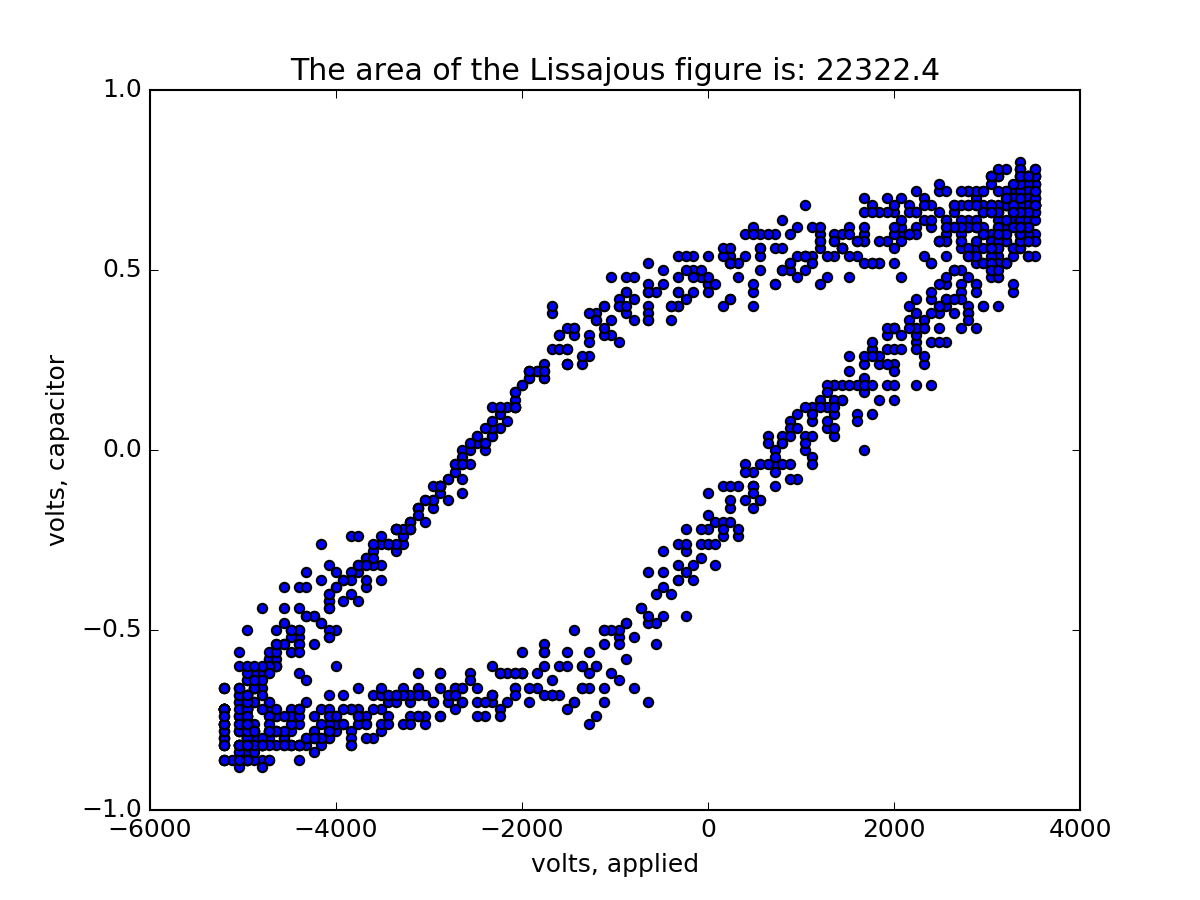 The area of the Lissajous figure is: 22322.4
1.0
0.5
0.0
−0.5
−1.0
volts, capacitor
−6000 −4000 −2000 0 2000 4000
volts, applied